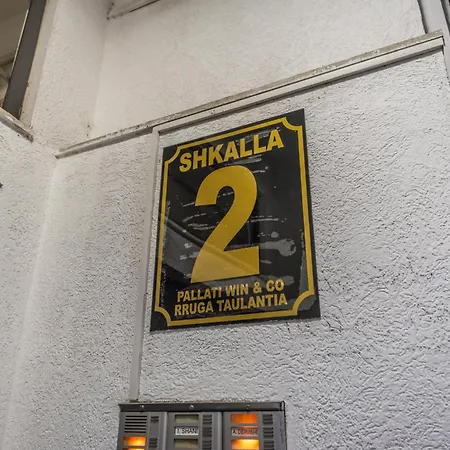 SHKALLA
2
PALLATI WIN & CO
RRUGA TAULANTIA